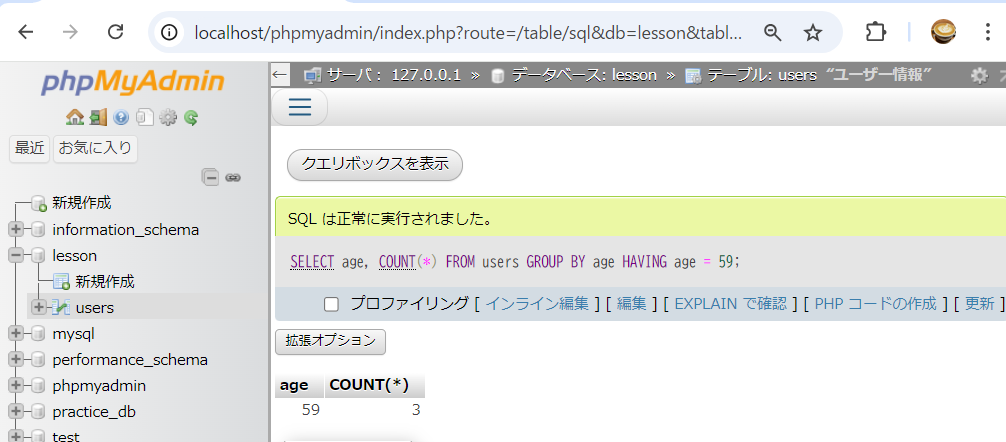 localhost/phpmyadmin/index.php?route=/table/sql&db=lesson&tabl...
phpMyAdmin
最近 お気に入り
新規作成
information_schema
lesson
新規作成
users
mysql
performance_schema
phpmyadmin
practice_db
test
サーバ： 127.0.0.1 » データベース: lesson » テーブル: users “ユーザー情報”
クエリボックスを表示
SQL は正常に実行されました。
SELECT age, COUNT(*) FROM users GROUP BY age HAVING age = 59;
プロファイリング [ インライン編集 ] [ 編集 ] [ EXPLAIN で確認 ] [ PHP コードの作成 ] [ 更新 ]
拡張オプション
age COUNT(*)
59 3